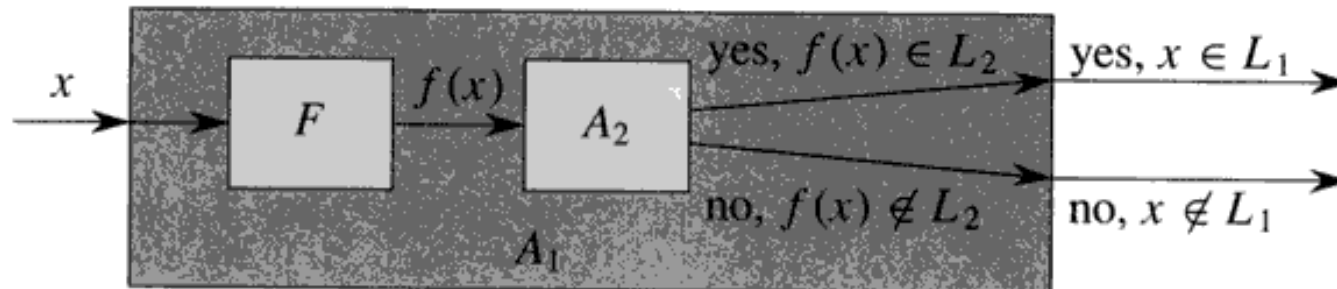 x
F
f(x)
A₂
yes, f(x) ∈ L₂
no, f(x) ∉ L₂
yes, x ∈ L₁
no, x ∉ L₁
A₁